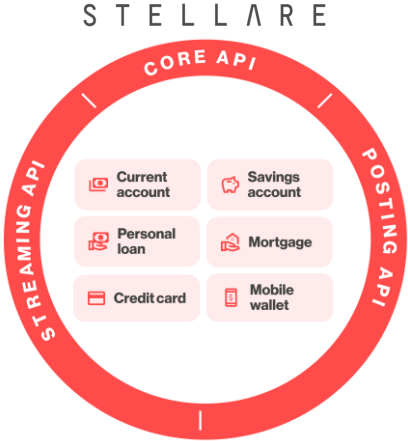 STELLARE
CORE API
STREAMING API
POSTING API
Current
account
Savings
account
Personal
loan
Mortgage
Credit card
Mobile
wallet